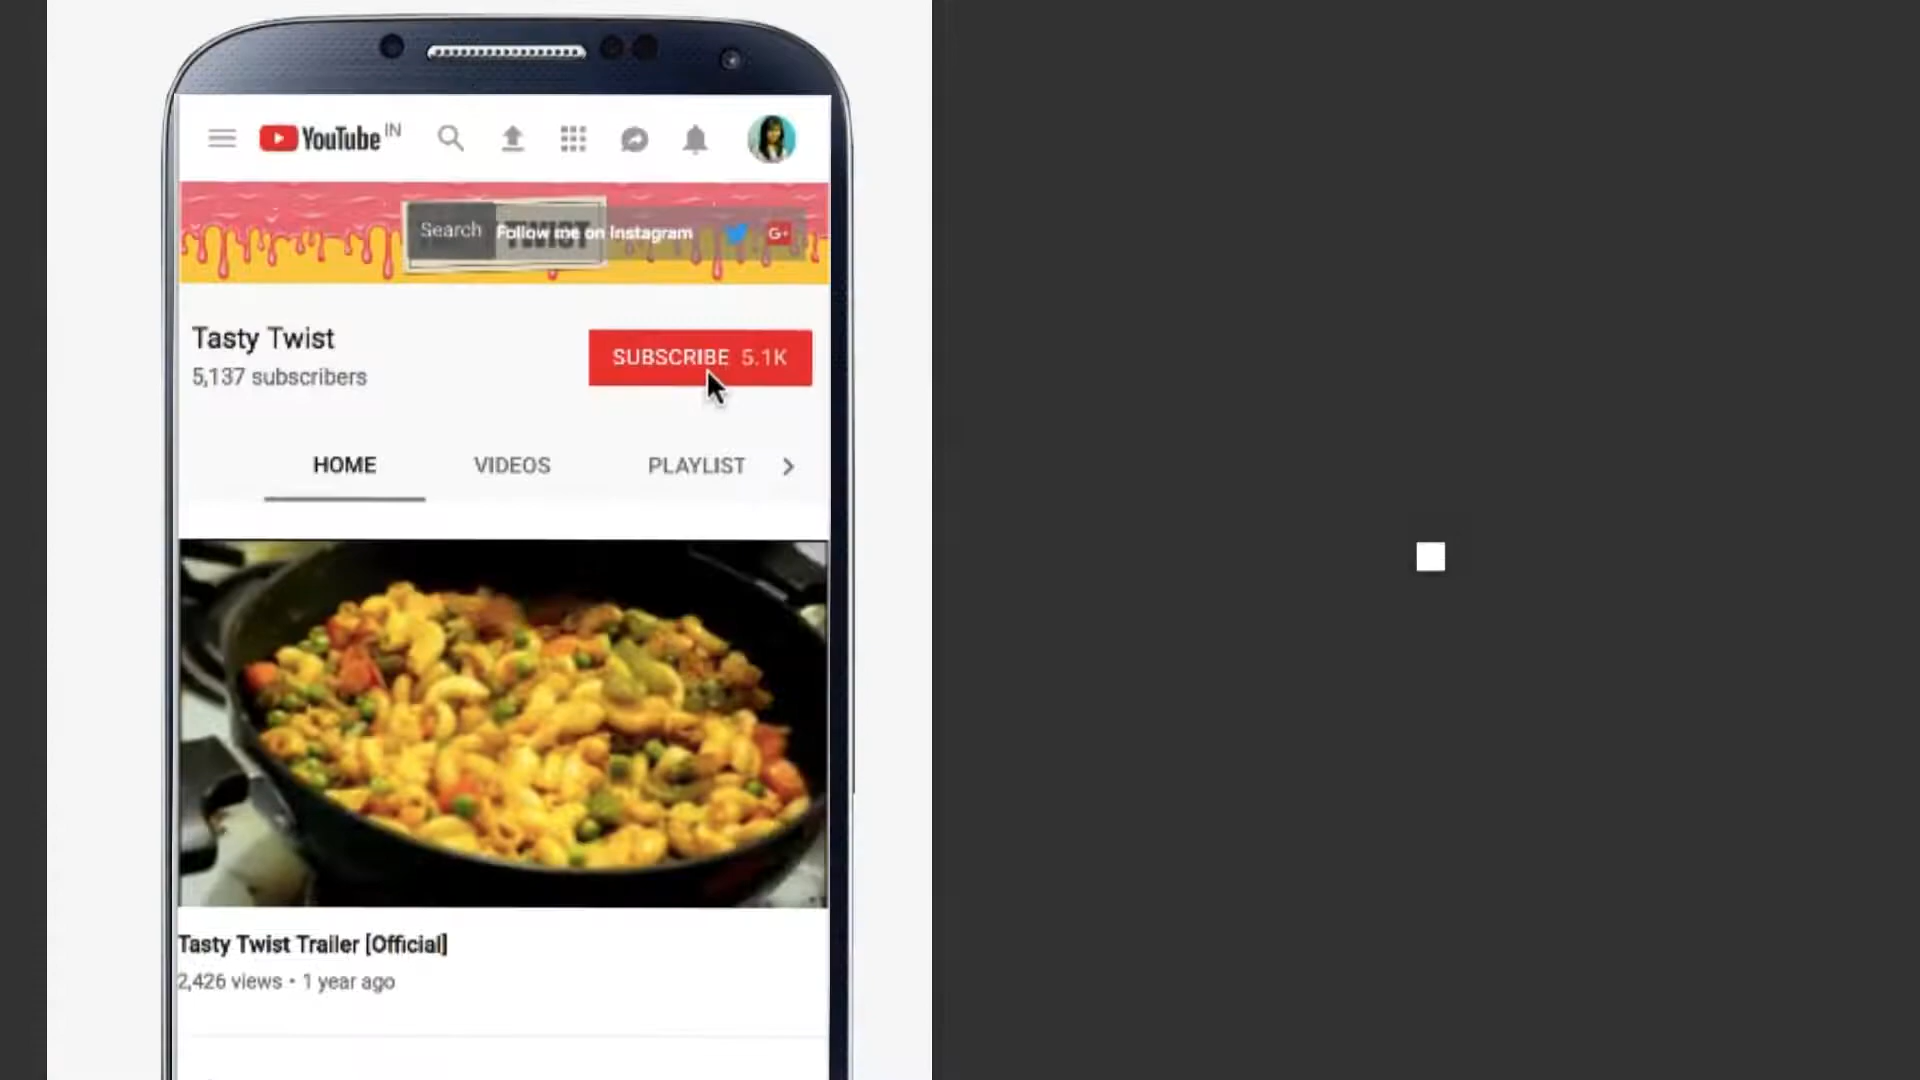 YouTube IN
Search Follow me on Instagram G+
TWIST
Tasty Twist
5,137 subscribers
SUBSCRIBE 5.1K
HOME VIDEOS PLAYLIST
Tasty Twist Trailer [Official]
2,426 views • 1 year ago